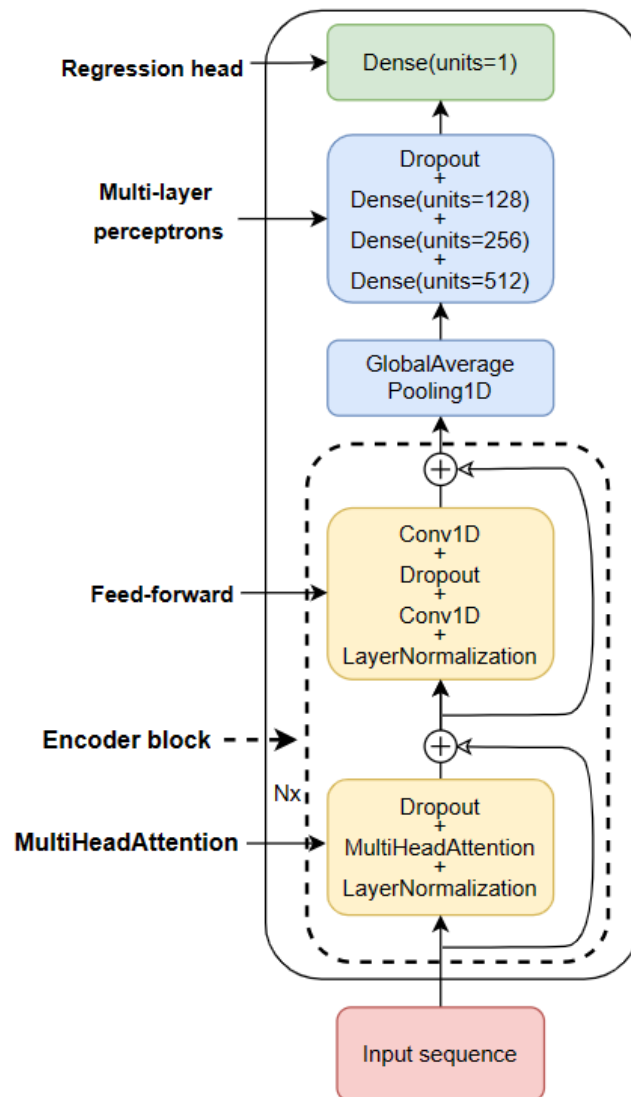 Regression head
Dense(units=1)
Multi-layer
perceptrons
Dropout
+
Dense(units=128)
+
Dense(units=256)
+
Dense(units=512)
GlobalAverage
Pooling1D
+
Feed-forward
Conv1D
+
Dropout
+
Conv1D
+
LayerNormalization
Encoder block
+
Nx
MultiHeadAttention
Dropout
+
MultiHeadAttention
+
LayerNormalization
Input sequence